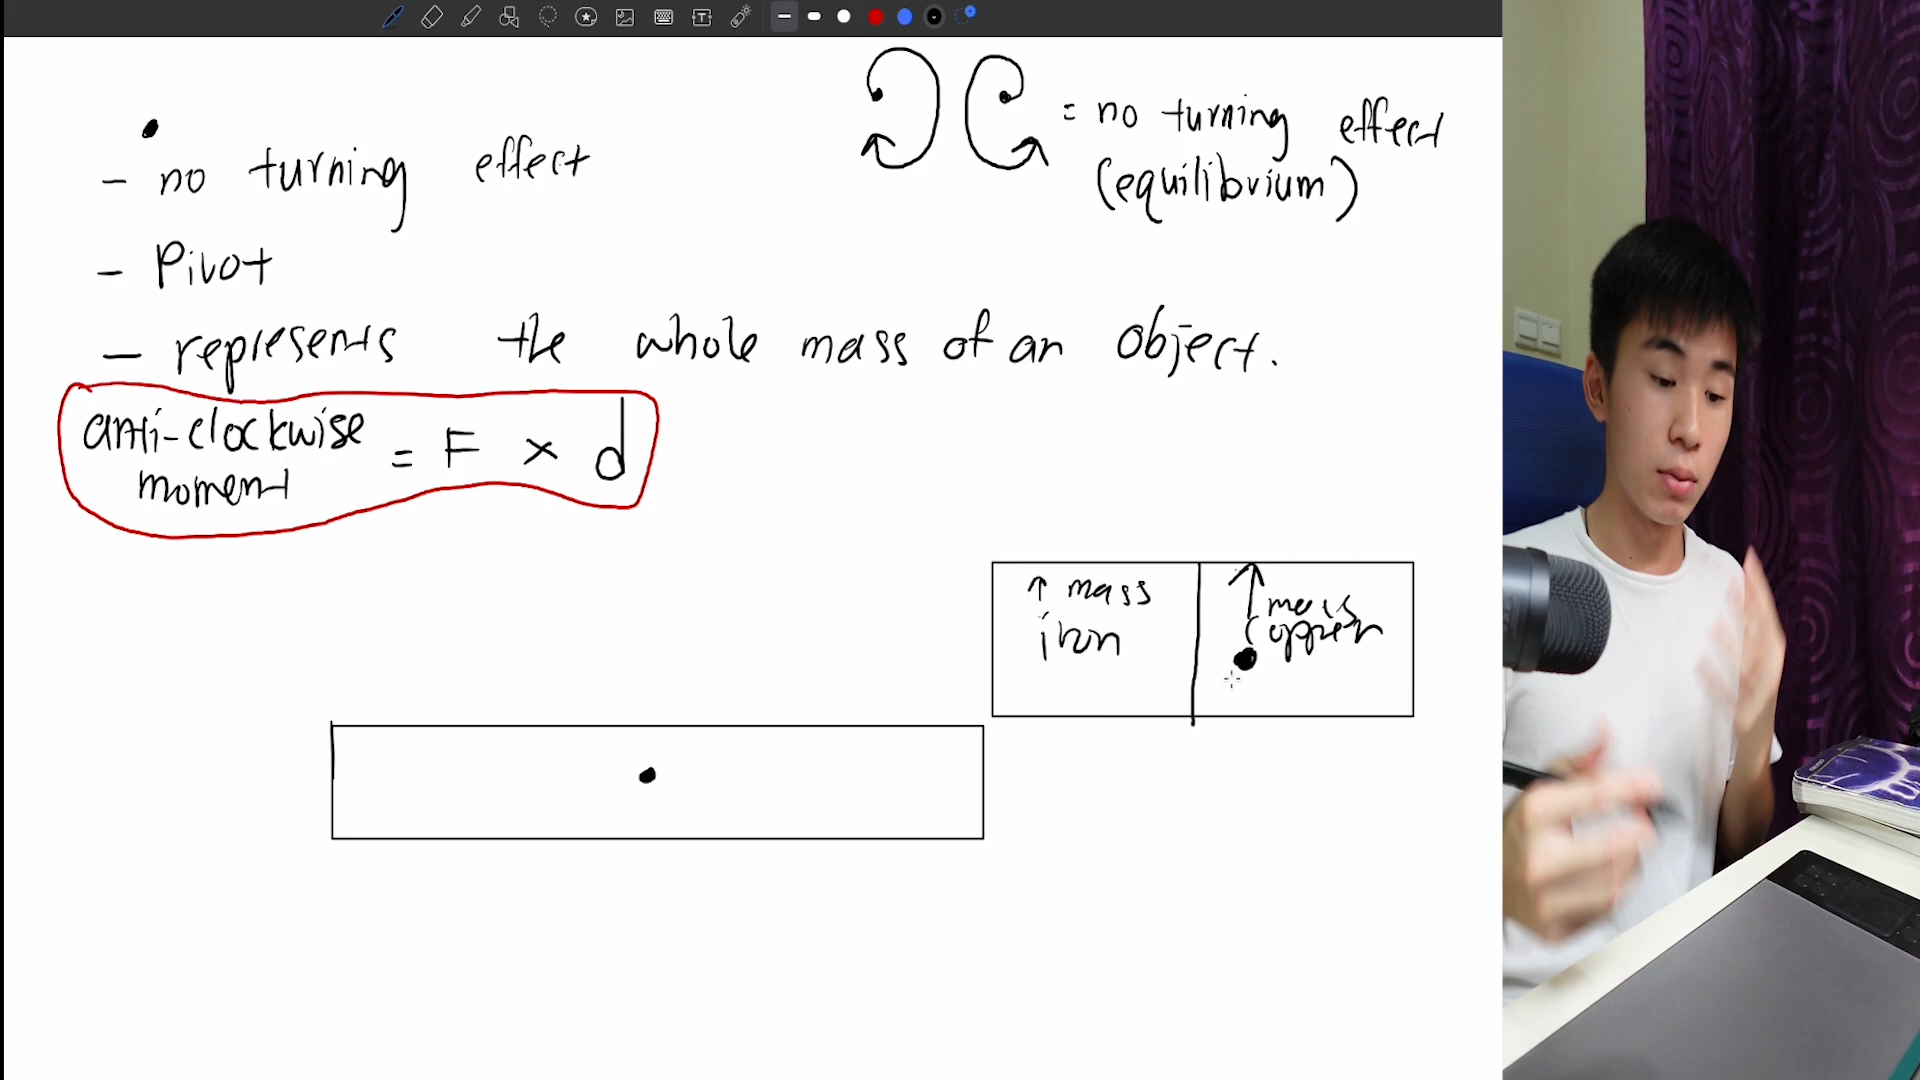 = no turning effect
(equilibrium)
- no turning effect
- Pivot
- represents the whole mass of an object.
anti-clockwise moment = F × d
↑ mass
iron
↑ mass
copper